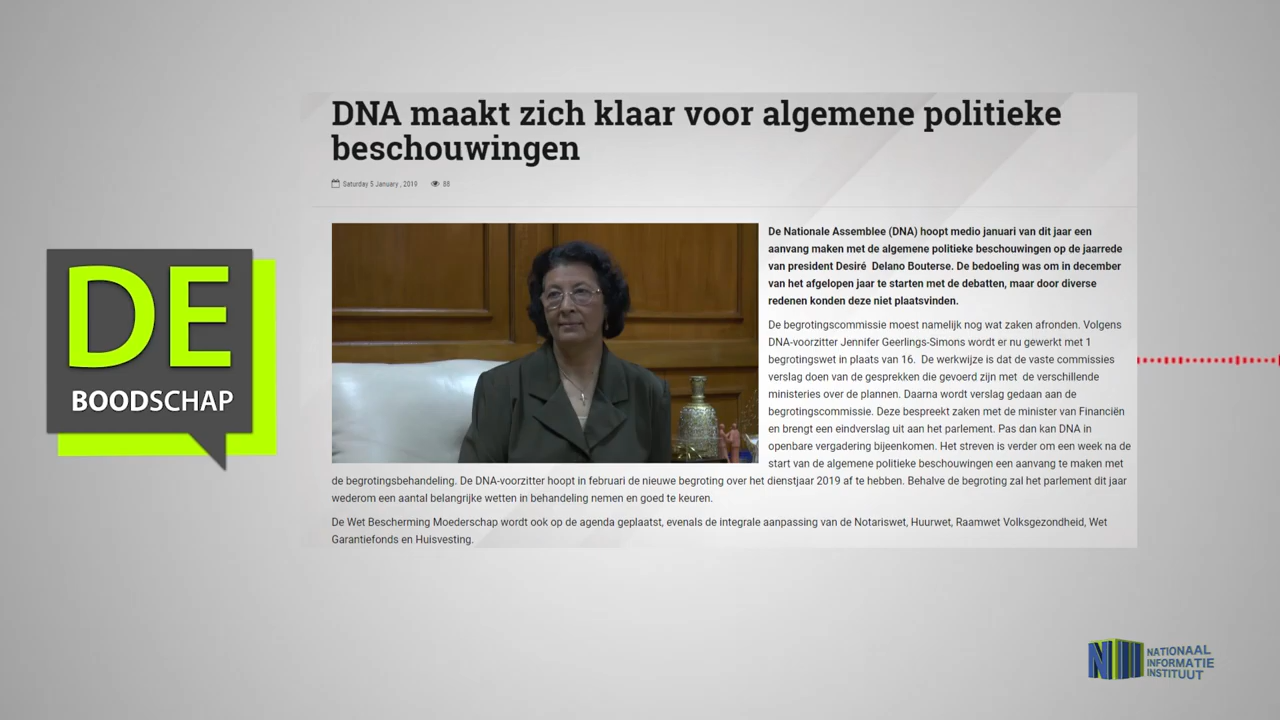 DNA maakt zich klaar voor algemene politieke
beschouwingen
Saturday 5 January , 2019 88
De Nationale Assemblee (DNA) hoopt medio januari van dit jaar een
aanvang maken met de algemene politieke beschouwingen op de jaarrede
van president Desiré Delano Bouterse. De bedoeling was om in december
van het afgelopen jaar te starten met de debatten, maar door diverse
redenen konden deze niet plaatsvinden.
De begrotingscommissie moest namelijk nog wat zaken afronden. Volgens
DNA-voorzitter Jennifer Geerlings-Simons wordt er nu gewerkt met 1
begrotingswet in plaats van 16. De werkwijze is dat de vaste commissies
verslag doen van de gesprekken die gevoerd zijn met de verschillende
ministeries over de plannen. Daarna wordt verslag gedaan aan de
begrotingscommissie. Deze bespreekt zaken met de minister van Financiën
en brengt een eindverslag uit aan het parlement. Pas dan kan DNA in
openbare vergadering bijeenkomen. Het streven is verder om een week na de
start van de algemene politieke beschouwingen een aanvang te maken met
de begrotingsbehandeling. De DNA-voorzitter hoopt in februari de nieuwe begroting over het dienstjaar 2019 af te hebben. Behalve de begroting zal het parlement dit jaar
wederom een aantal belangrijke wetten in behandeling nemen en goed te keuren.
De Wet Bescherming Moederschap wordt ook op de agenda geplaatst, evenals de integrale aanpassing van de Notariswet, Huurwet, Raamwet Volksgezondheid, Wet
Garantiefonds en Huisvesting.
DE
BOODSCHAP
NII
NATIONAAL
INFORMATIE
INSTITUUT